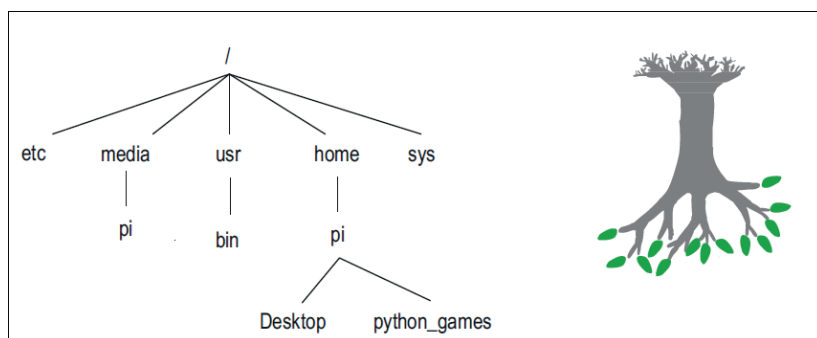 /
etc media usr home sys
pi bin pi
Desktop python_games